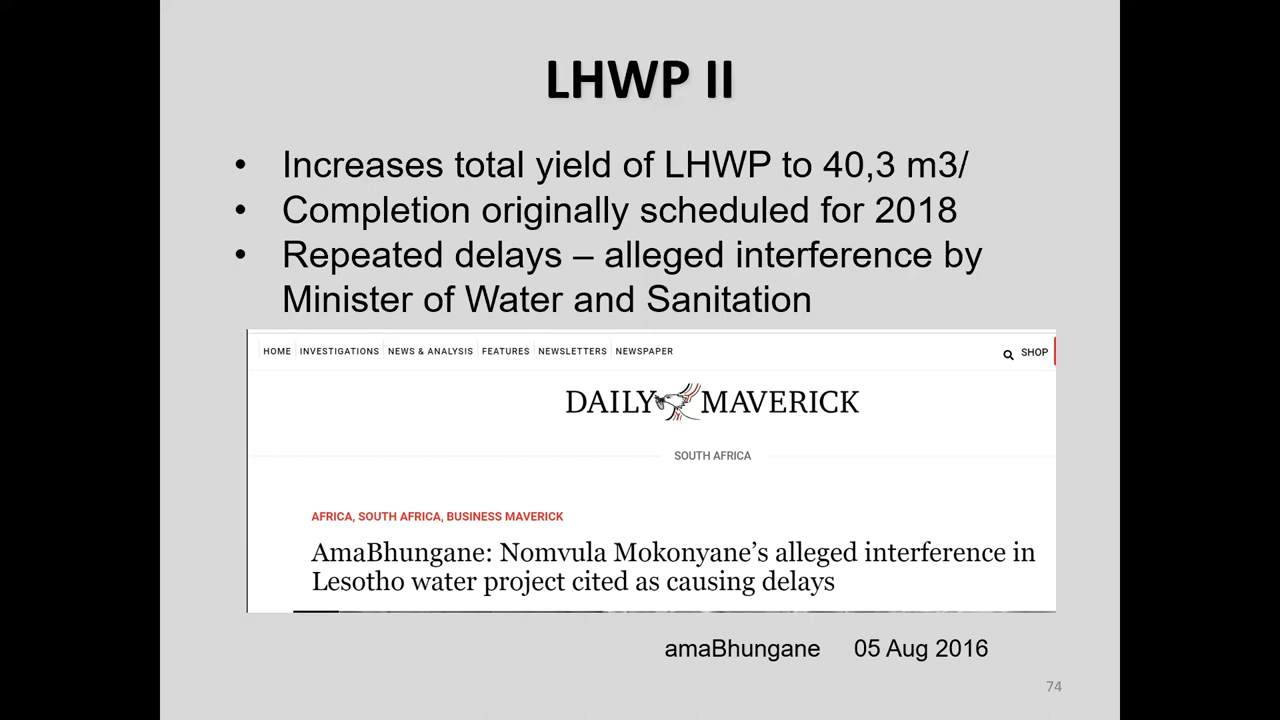 LHWP II
• Increases total yield of LHWP to 40,3 m3/
• Completion originally scheduled for 2018
• Repeated delays – alleged interference by
Minister of Water and Sanitation
HOME INVESTIGATIONS NEWS & ANALYSIS FEATURES NEWSLETTERS NEWSPAPER SHOP
DAILY MAVERICK
SOUTH AFRICA
AFRICA, SOUTH AFRICA, BUSINESS MAVERICK
AmaBhungane: Nomvula Mokonyane’s alleged interference in
Lesotho water project cited as causing delays
amaBhungane 05 Aug 2016
74